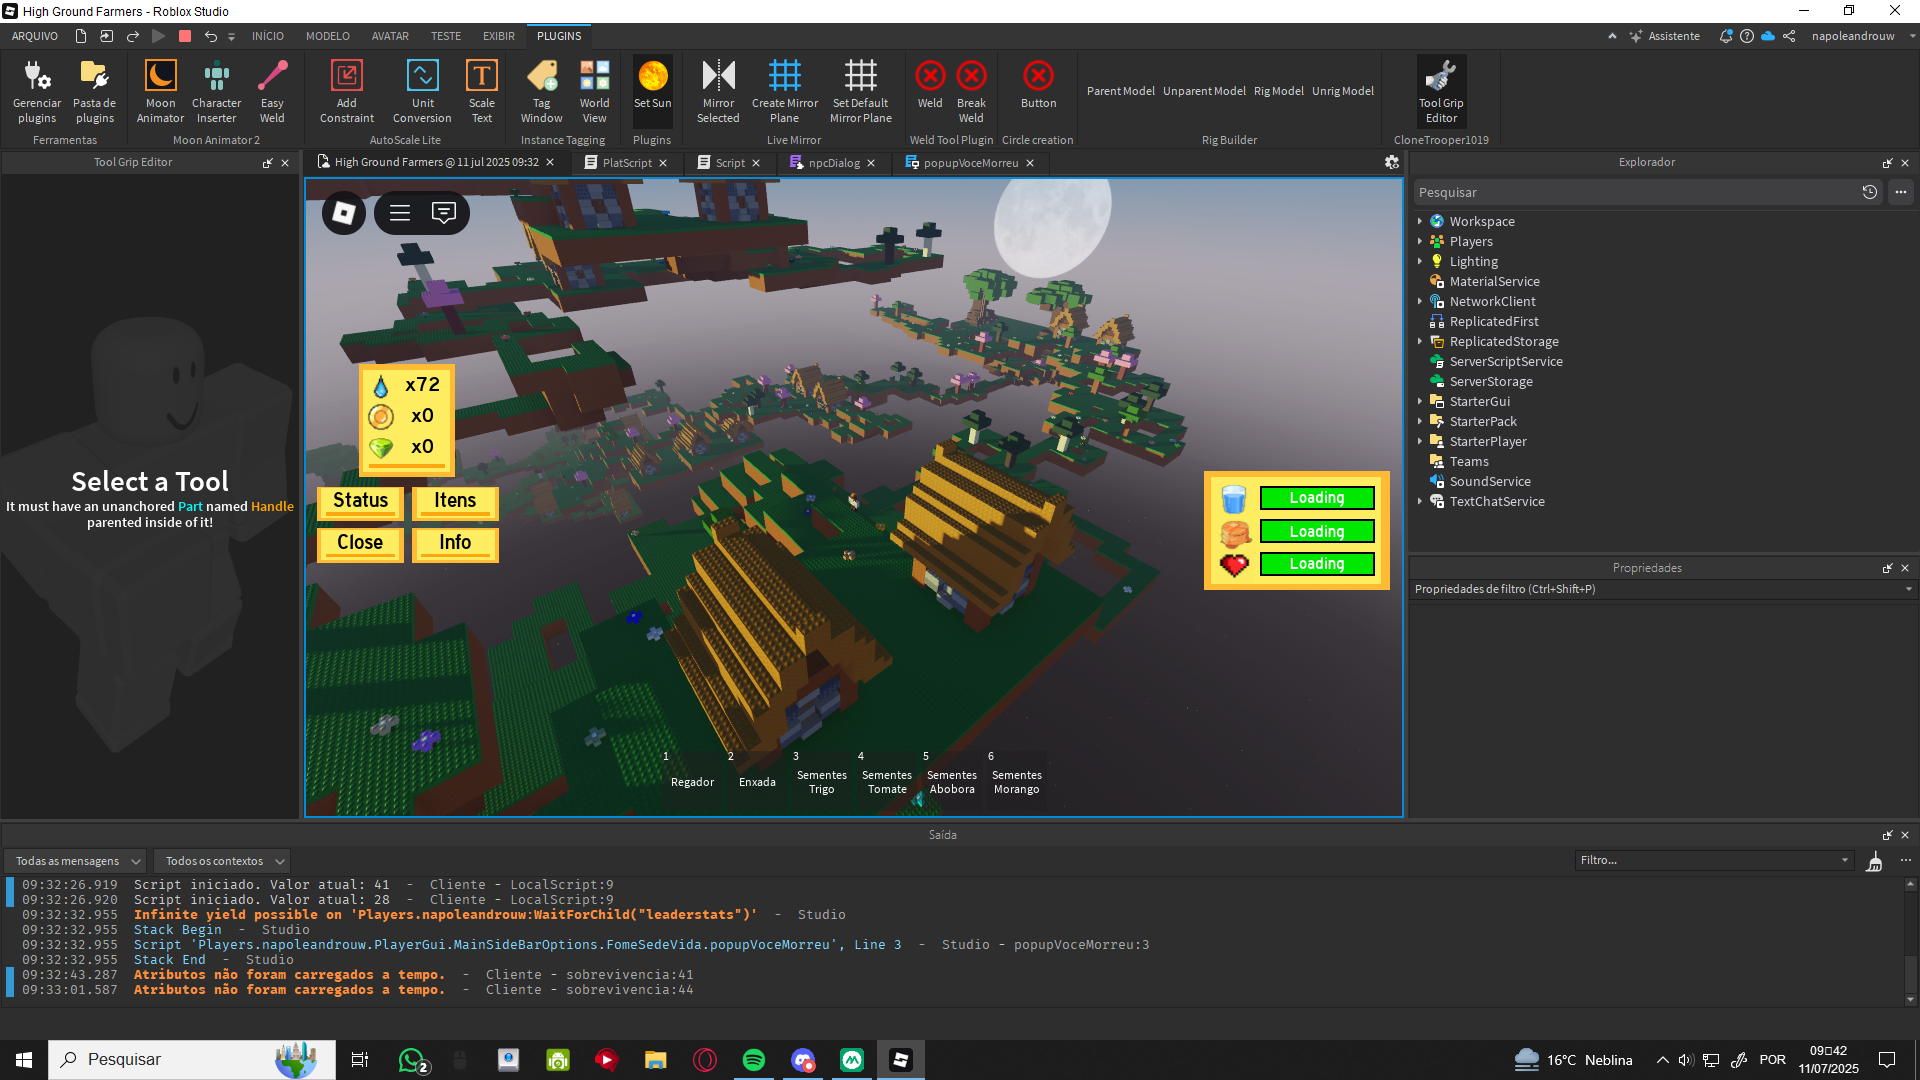 High Ground Farmers - Roblox Studio
ARQUIVO
INÍCIO
MODELO
AVATAR
TESTE
EXIBIR
PLUGINS
Assistente
napoleandrouw
Gerenciar plugins
Pasta de plugins
Ferramentas
Moon Animator
Character Inserter
Easy Weld
Moon Animator 2
Add Constraint
Unit Conversion
Scale Text
AutoScale Lite
Tag Window
World View
Instance Tagging
Set Sun
Plugins
Mirror Selected
Create Mirror Plane
Set Default Mirror Plane
Live Mirror
Weld
Break Weld
Weld Tool Plugin
Button
Circle creation
Parent Model
Unparent Model
Rig Model
Unrig Model
Rig Builder
Tool Grip Editor
CloneTrooper1019
Tool Grip Editor
High Ground Farmers @ 11 jul 2025 09:32
PlatScript
Script
npcDialog
popupVoceMorreu
Select a Tool
It must have an unanchored Part named Handle
parented inside of it!
x72
x0
x0
Status
Itens
Close
Info
Loading
Loading
Loading
1
Regador
2
Enxada
3
Sementes
Trigo
4
Sementes
Tomate
5
Sementes
Abobora
6
Sementes
Morango
Explorador
Pesquisar
Workspace
Players
Lighting
MaterialService
NetworkClient
ReplicatedFirst
ReplicatedStorage
ServerScriptService
ServerStorage
StarterGui
StarterPack
StarterPlayer
Teams
SoundService
TextChatService
Propriedades
Propriedades de filtro (Ctrl+Shift+P)
Saída
Todas as mensagens
Todos os contextos
Filtro...
09:32:26.919 Script iniciado. Valor atual: 41 - Cliente - LocalScript:9
09:32:26.920 Script iniciado. Valor atual: 28 - Cliente - LocalScript:9
09:32:32.955 Infinite yield possible on 'Players.napoleandrouw:WaitForChild("leaderstats")' - Studio
09:32:32.955 Stack Begin - Studio
09:32:32.955 Script 'Players.napoleandrouw.PlayerGui.MainSideBarOptions.FomeSedeVida.popupVoceMorreu', Line 3 - Studio - popupVoceMorreu:3
09:32:32.955 Stack End - Studio
09:32:43.287 Atributos não foram carregados a tempo. - Cliente - sobrevivencia:41
09:33:01.587 Atributos não foram carregados a tempo. - Cliente - sobrevivencia:44
Pesquisar
2
16°C Neblina
POR
09:42
11/07/2025